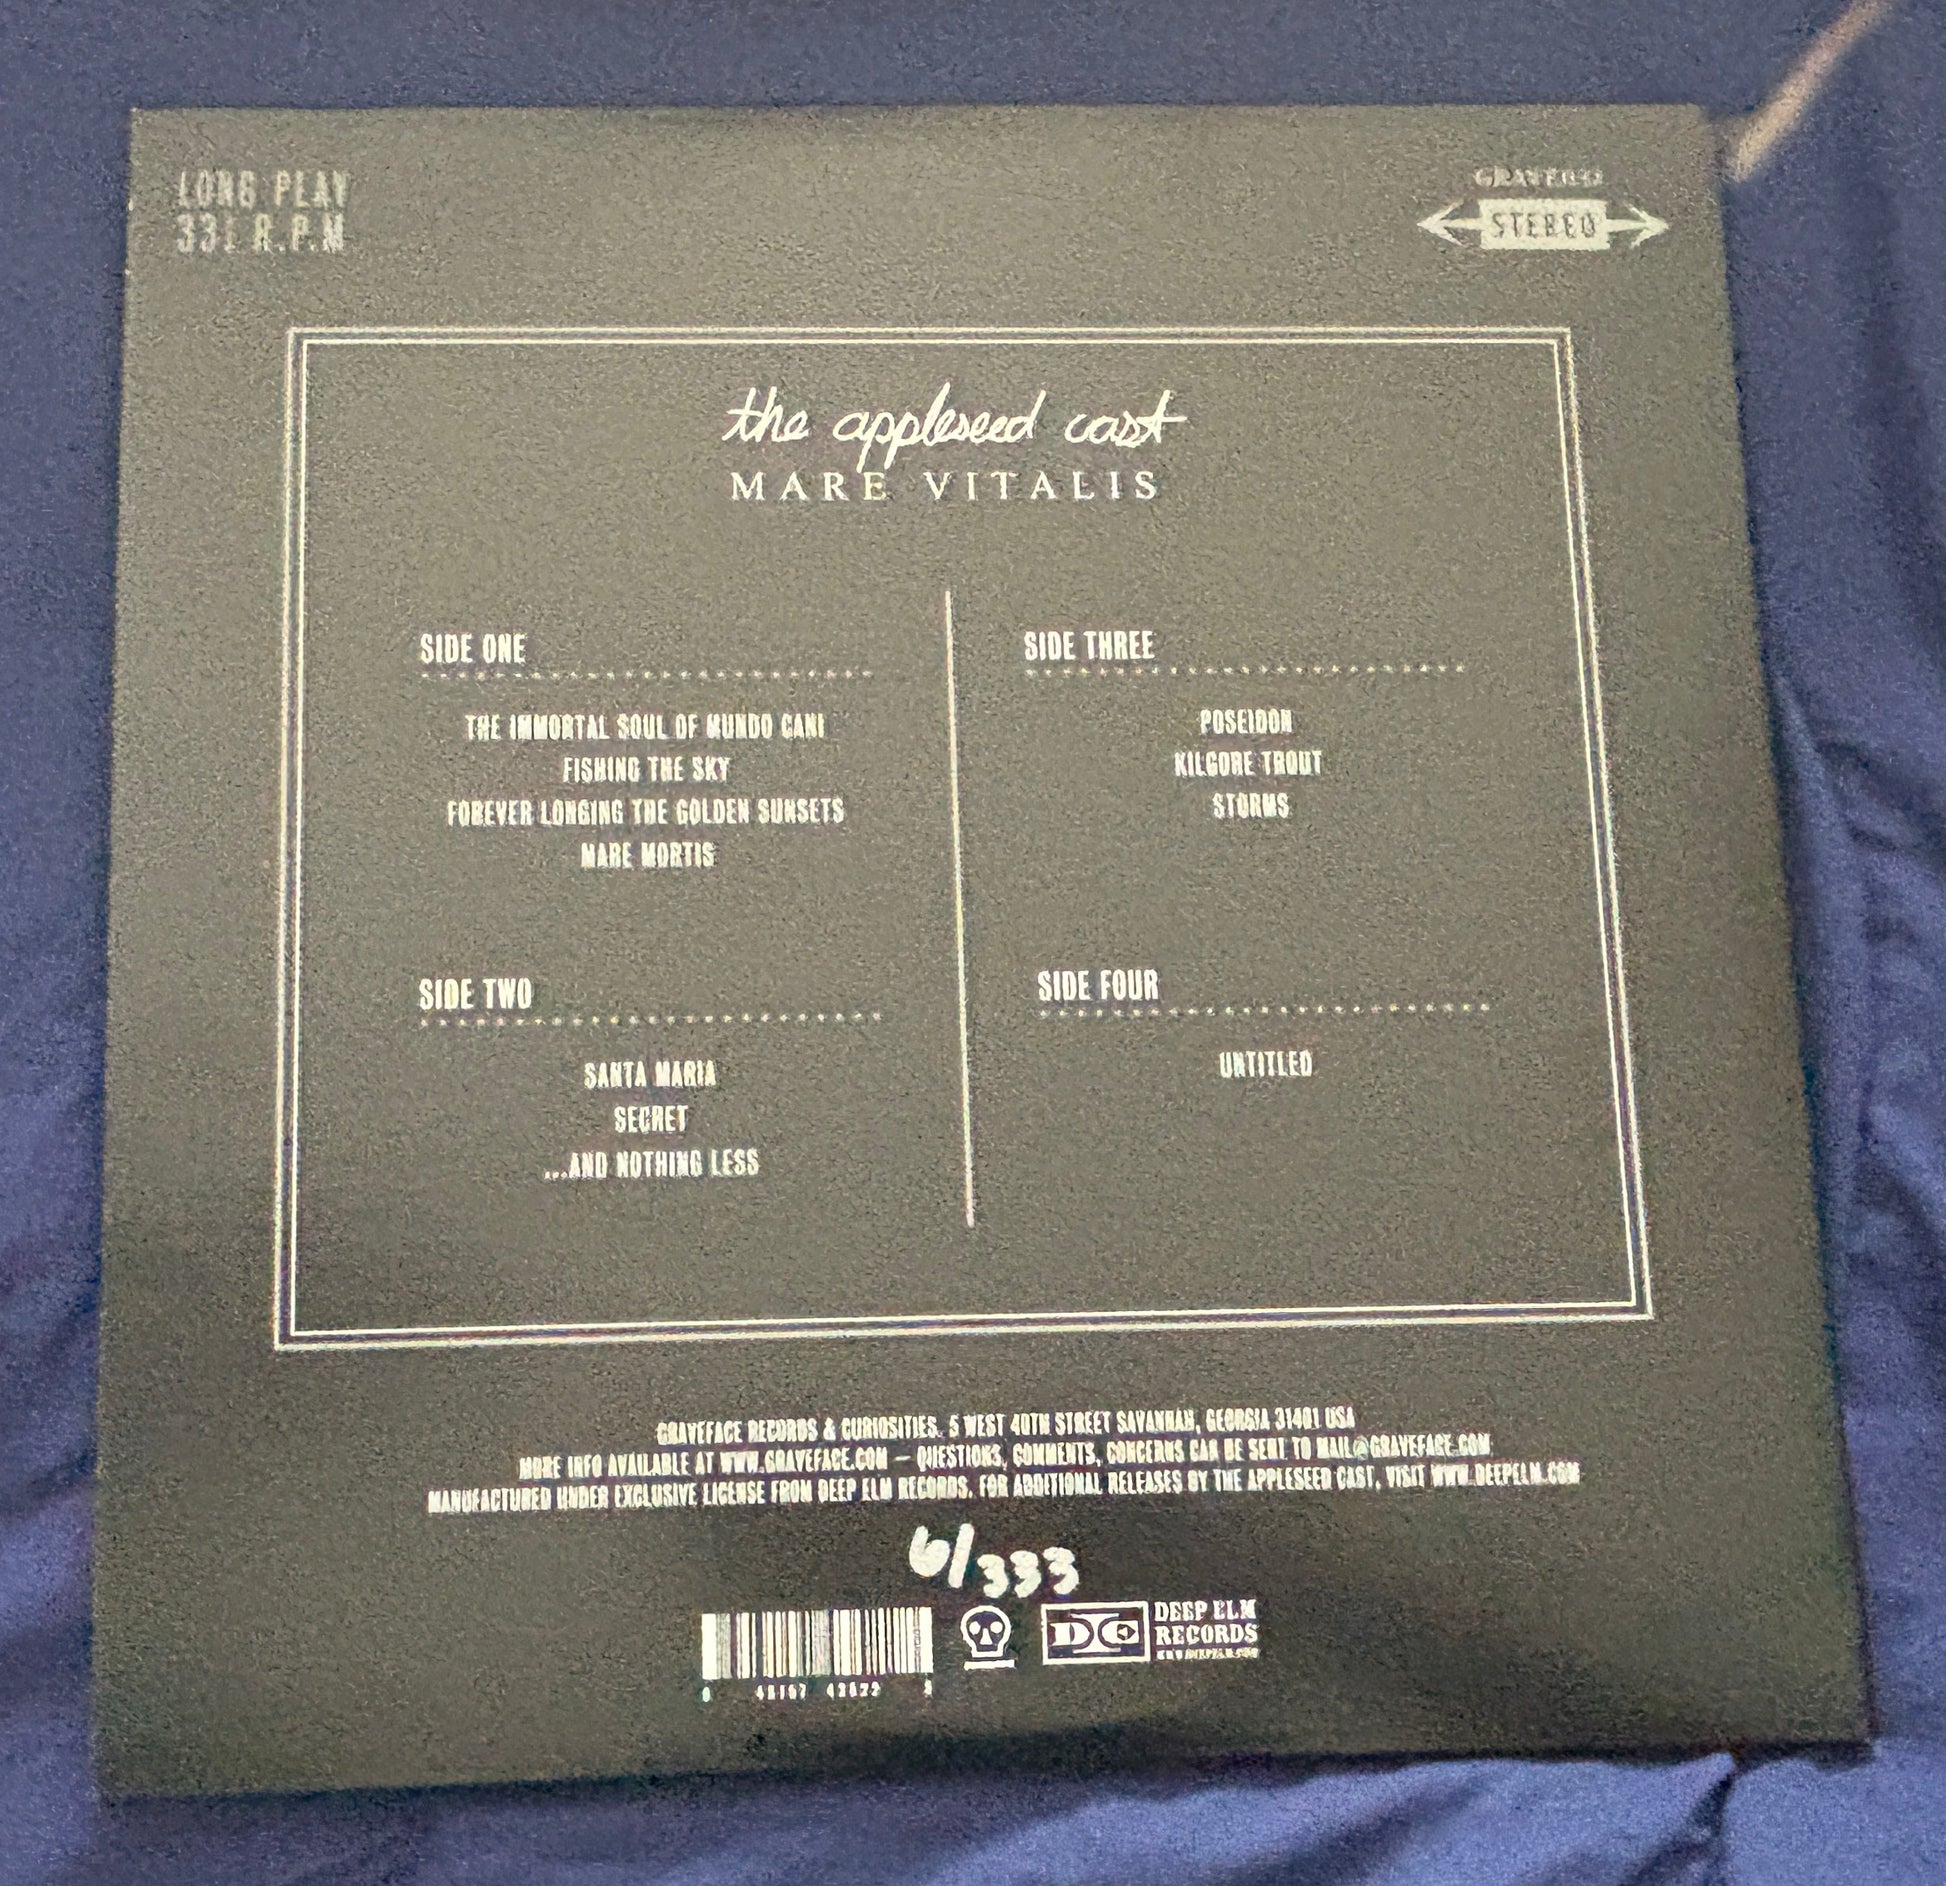 LONG PLAY
33⅓ R.P.M
STEREO
the appleseed cast
MARE VITALIS
SIDE ONE
THE IMMORTAL SOUL OF MUNDO CANI
FISHING THE SKY
FOREVER LONGING THE GOLDEN SUNSETS
MARE MORTIS
SIDE TWO
SANTA MARIA
SECRET
...AND NOTHING LESS
SIDE THREE
POSEIDON
KILGORE TROUT
STORMS
SIDE FOUR
UNTITLED
GRAVEFACE RECORDS & CURIOSITIES. 5 WEST 40TH STREET SAVANNAH, GEORGIA 31401 USA
MORE INFO AVAILABLE AT WWW.GRAVEFACE.COM — QUESTIONS, COMMENTS, CONCERNS CAN BE SENT TO MAIL@GRAVEFACE.COM
MANUFACTURED UNDER EXCLUSIVE LICENSE FROM DEEP ELM RECORDS. FOR ADDITIONAL RELEASES BY THE APPLESEED CAST, VISIT WWW.DEEPELM.COM
6/333
DEEP ELM
RECORDS